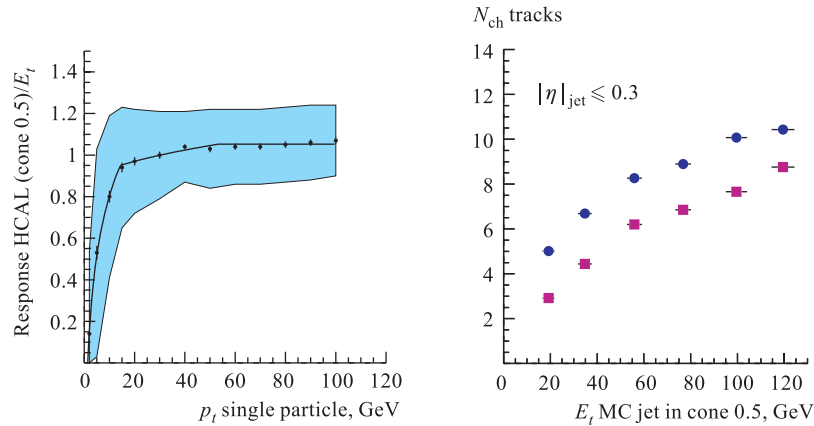 Response HCAL (cone 0.5)/E_t
1.4
1.2
1
0.8
0.6
0.4
0.2
0 20 40 60 80 100 120
p_t single particle, GeV
N_ch tracks
14
12
10
8
6
4
2
|η|_jet ⩽ 0.3
0 20 40 60 80 100 120
E_t MC jet in cone 0.5, GeV